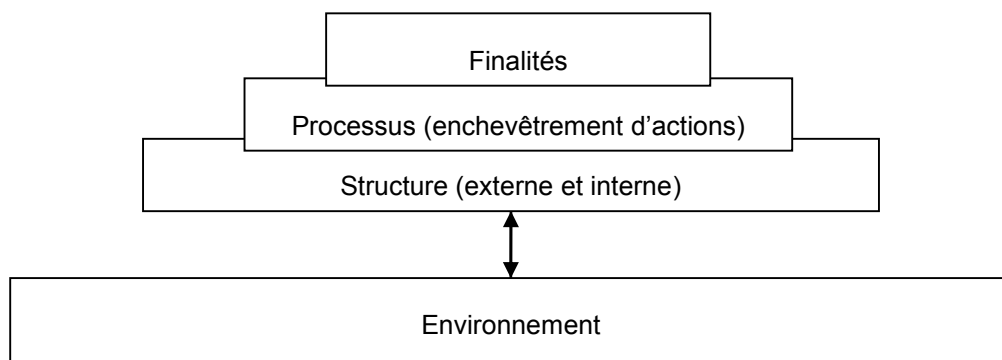 Finalités
Processus (enchevêtrement d’actions)
Structure (externe et interne)
Environnement